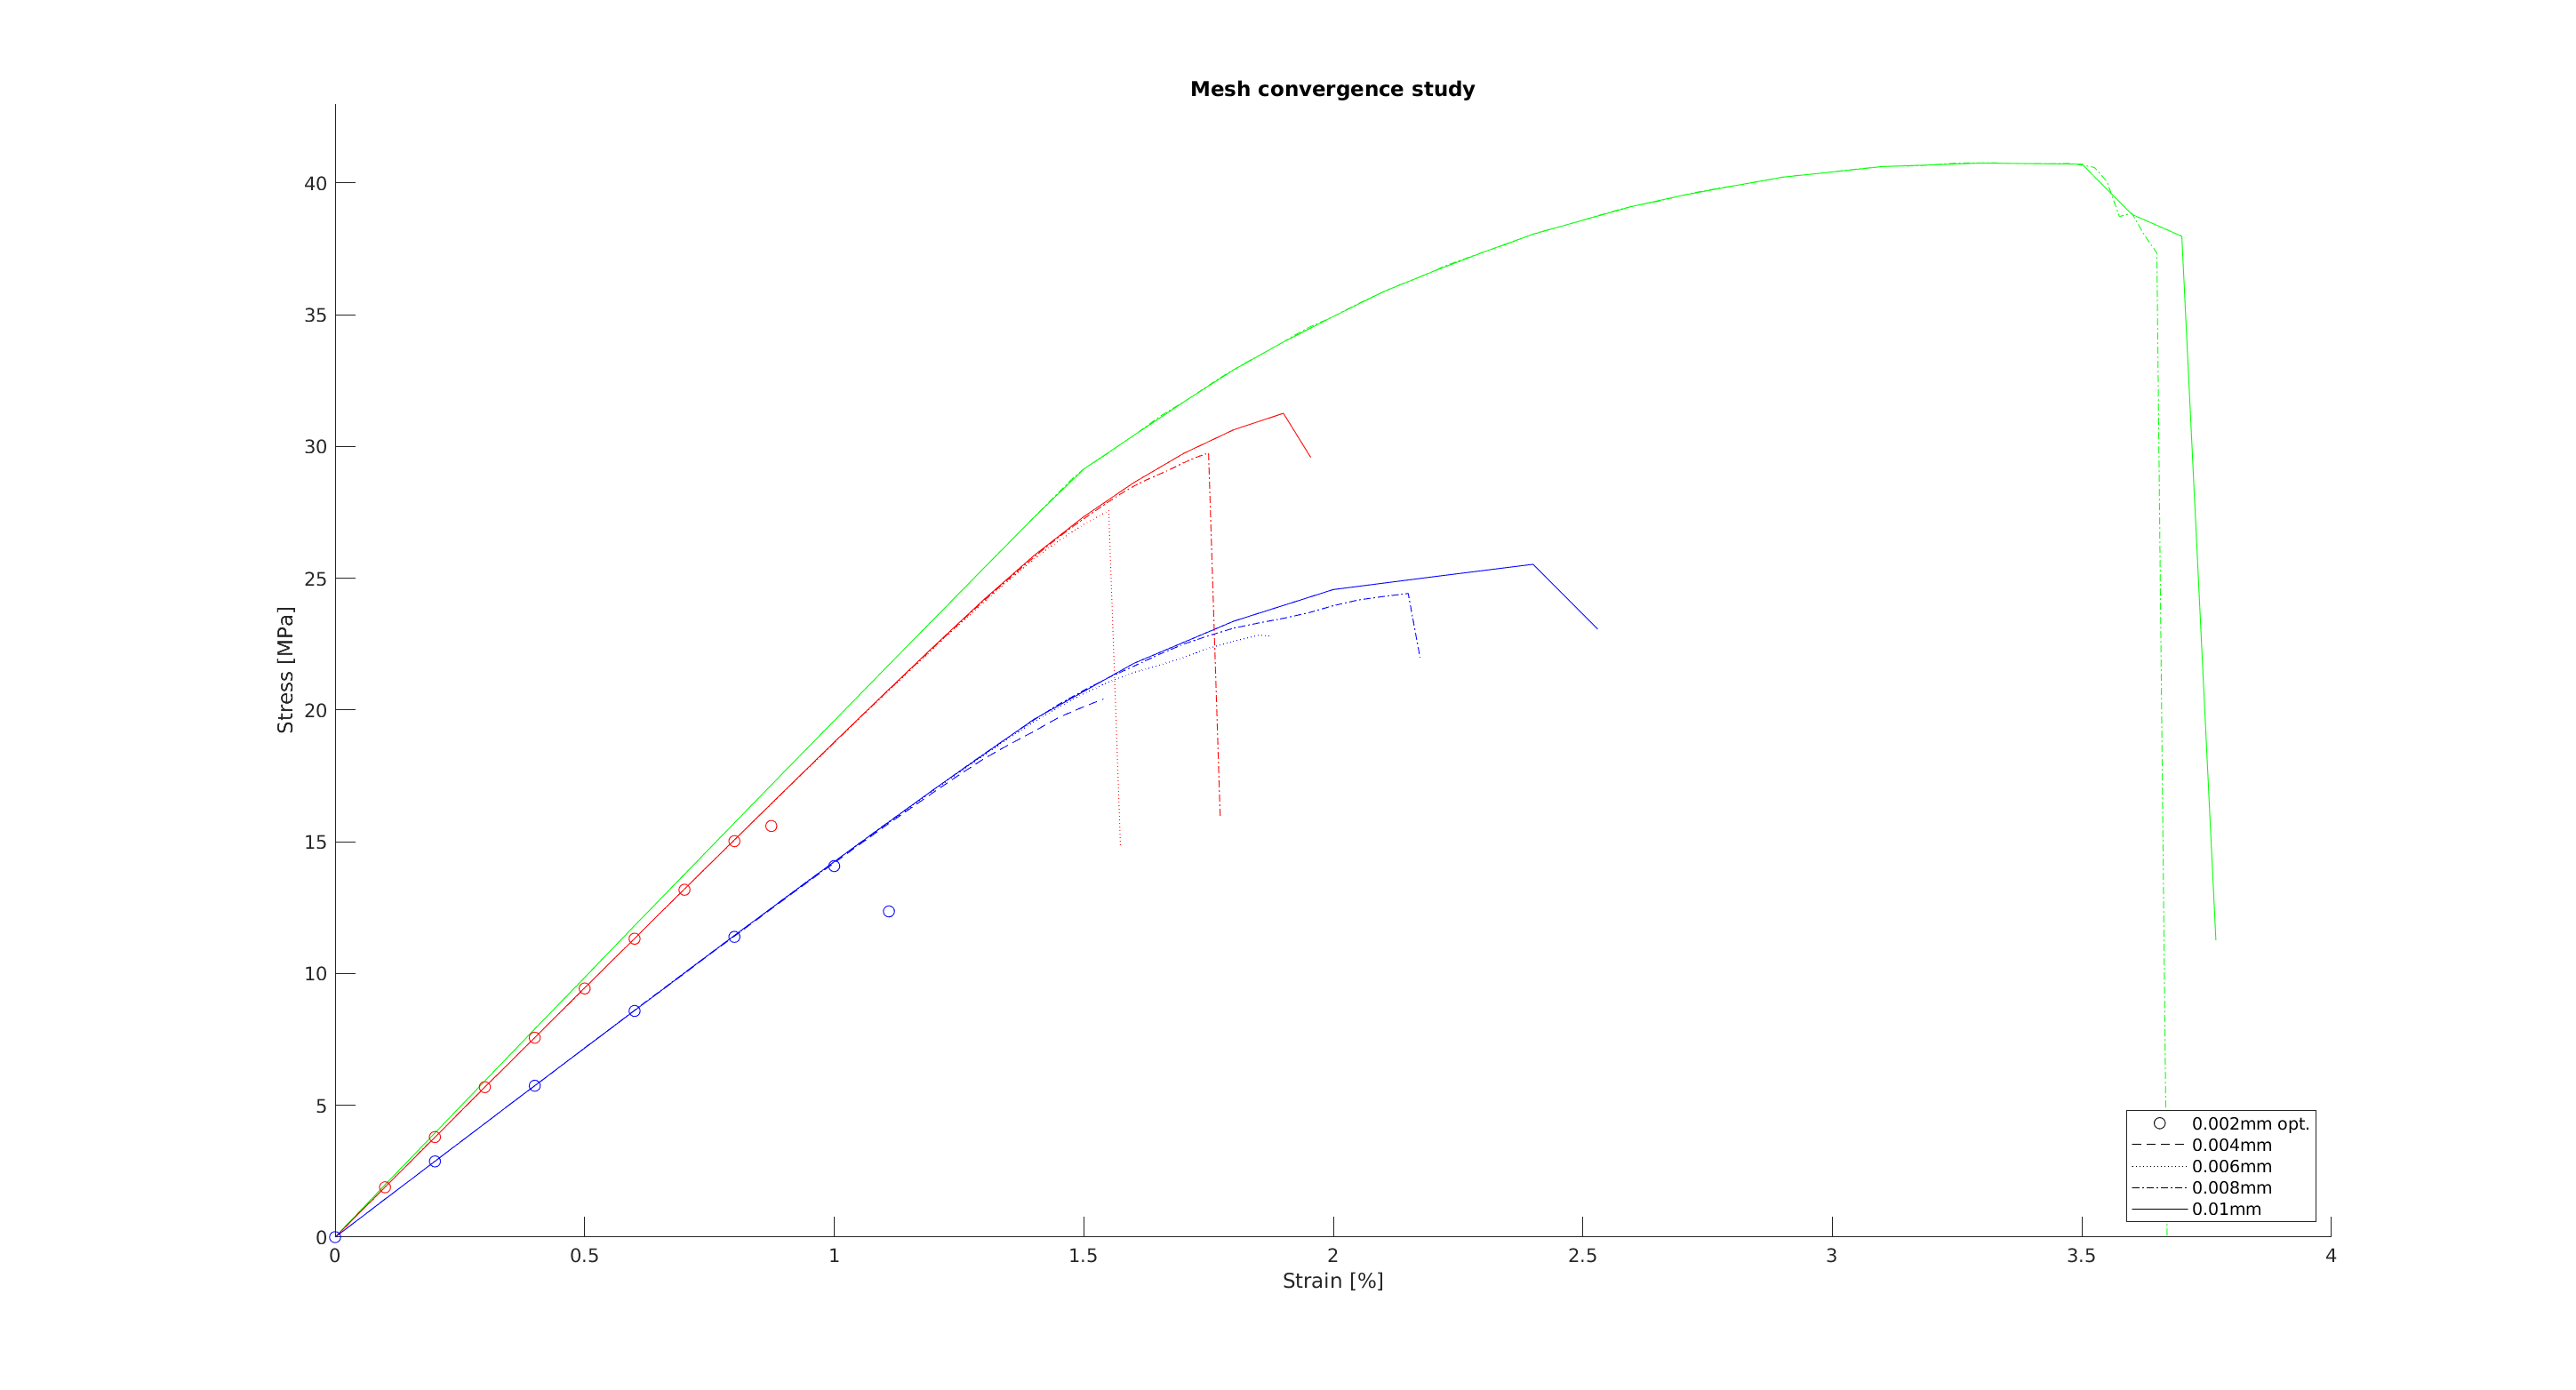 Mesh convergence study
Stress [MPa]
40
35
30
25
20
15
10
5
0
0 0.5 1 1.5 2 2.5 3 3.5 4
Strain [%]
0.002mm opt.
0.004mm
0.006mm
0.008mm
0.01mm